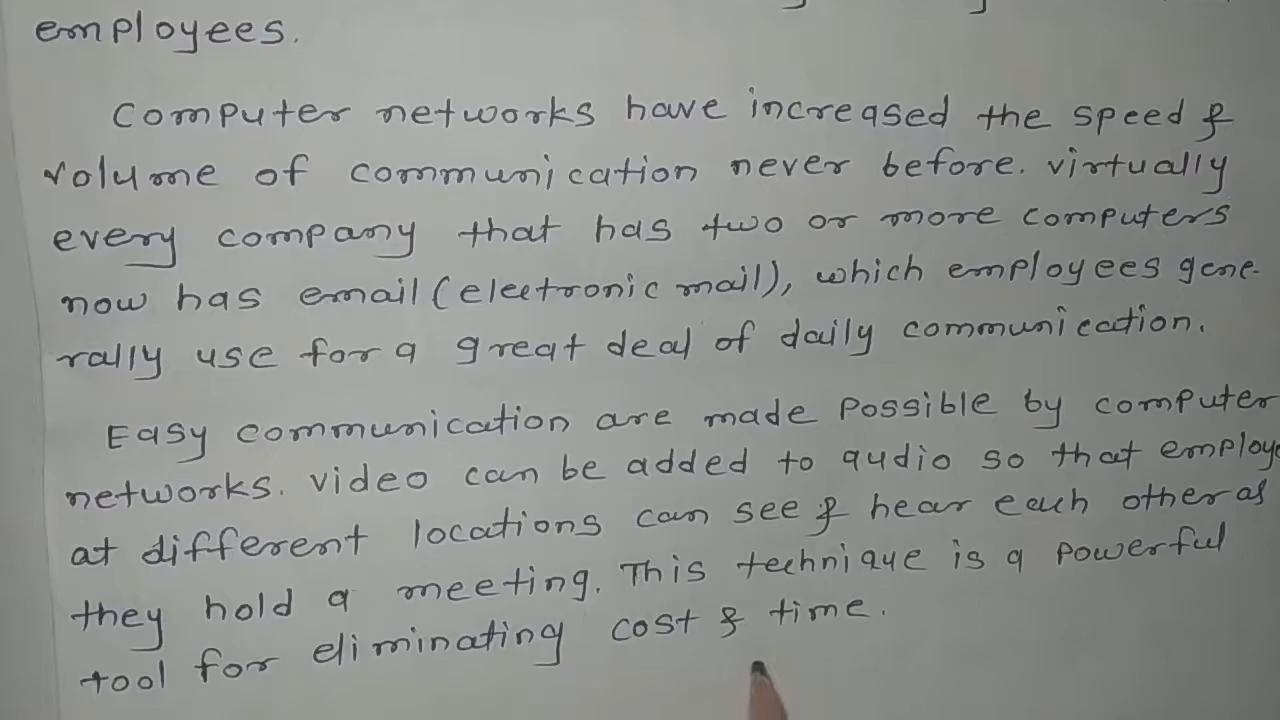 employees.
Computer networks have increased the speed &
volume of communication never before. virtually
every company that has two or more computers
now has email (electronic mail), which employees gene-
rally use for a great deal of daily communication.
Easy communication are made possible by computer
networks. video can be added to audio so that employe
at different locations can see & hear each other as
they hold a meeting. This technique is a powerful
tool for eliminating cost & time.